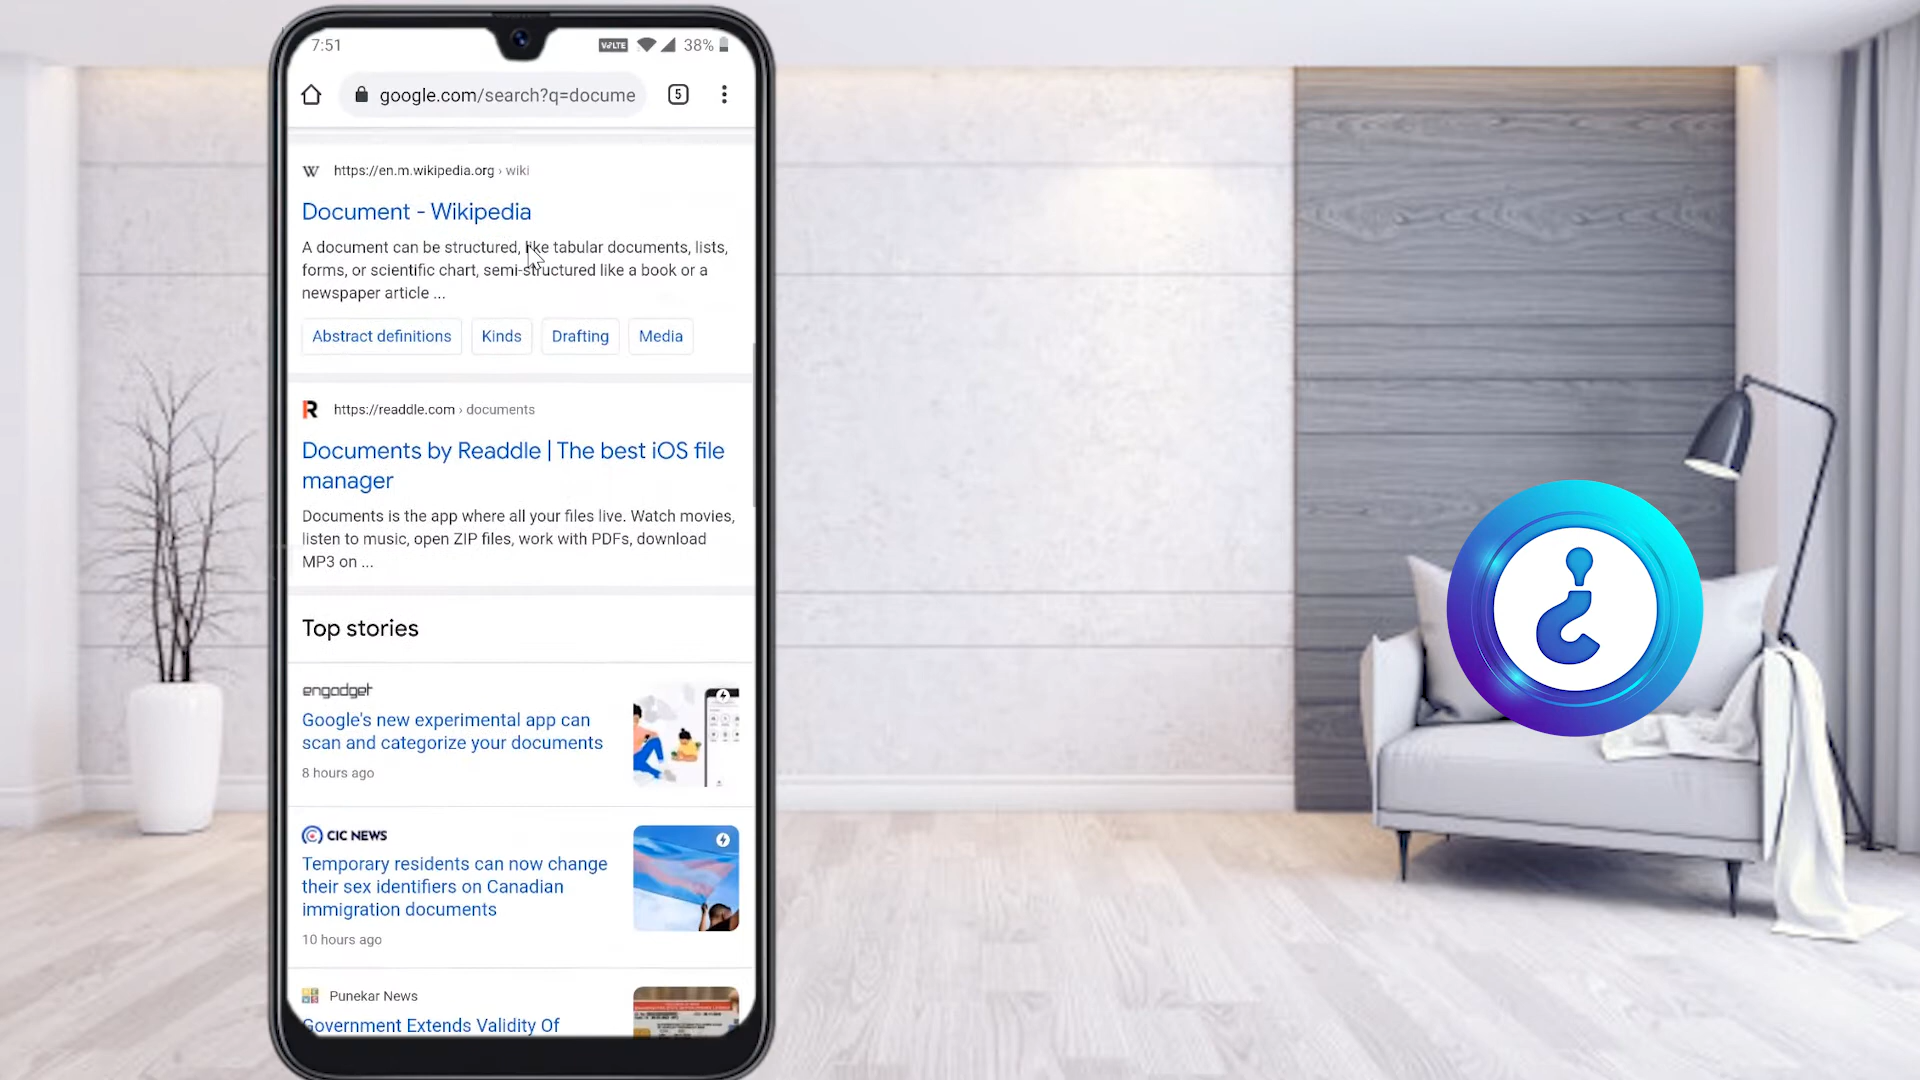 7:51
VoLTE
38%
google.com/search?q=docume
5
W
https://en.m.wikipedia.org › wiki
Document - Wikipedia
A document can be structured, like tabular documents, lists,
forms, or scientific chart, semi-structured like a book or a
newspaper article ...
Abstract definitions Kinds Drafting Media
R
https://readdle.com › documents
Documents by Readdle | The best iOS file
manager
Documents is the app where all your files live. Watch movies,
listen to music, open ZIP files, work with PDFs, download
MP3 on ...
Top stories
engadget
Google's new experimental app can
scan and categorize your documents
8 hours ago
CIC NEWS
Temporary residents can now change
their sex identifiers on Canadian
immigration documents
10 hours ago
Punekar News
Government Extends Validity Of